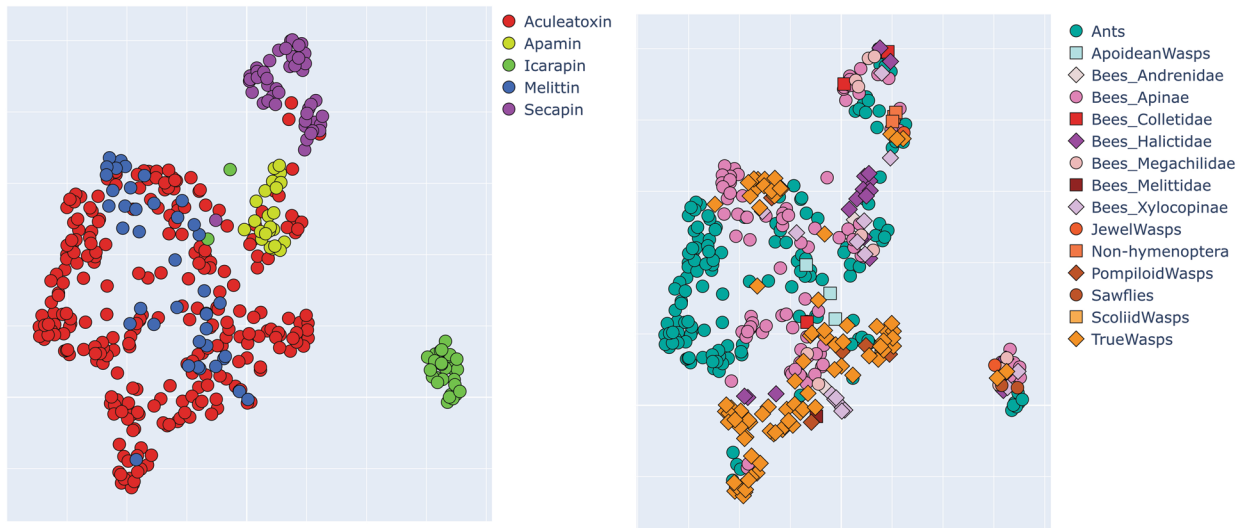 Aculeatoxin
Apamin
Icarapin
Melittin
Secapin
Ants
ApoideanWasps
Bees_Andrenidae
Bees_Apinae
Bees_Colletidae
Bees_Halictidae
Bees_Megachilidae
Bees_Melittidae
Bees_Xylocopinae
JewelWasps
Non-hymenoptera
PompiloidWasps
Sawflies
ScoliidWasps
TrueWasps